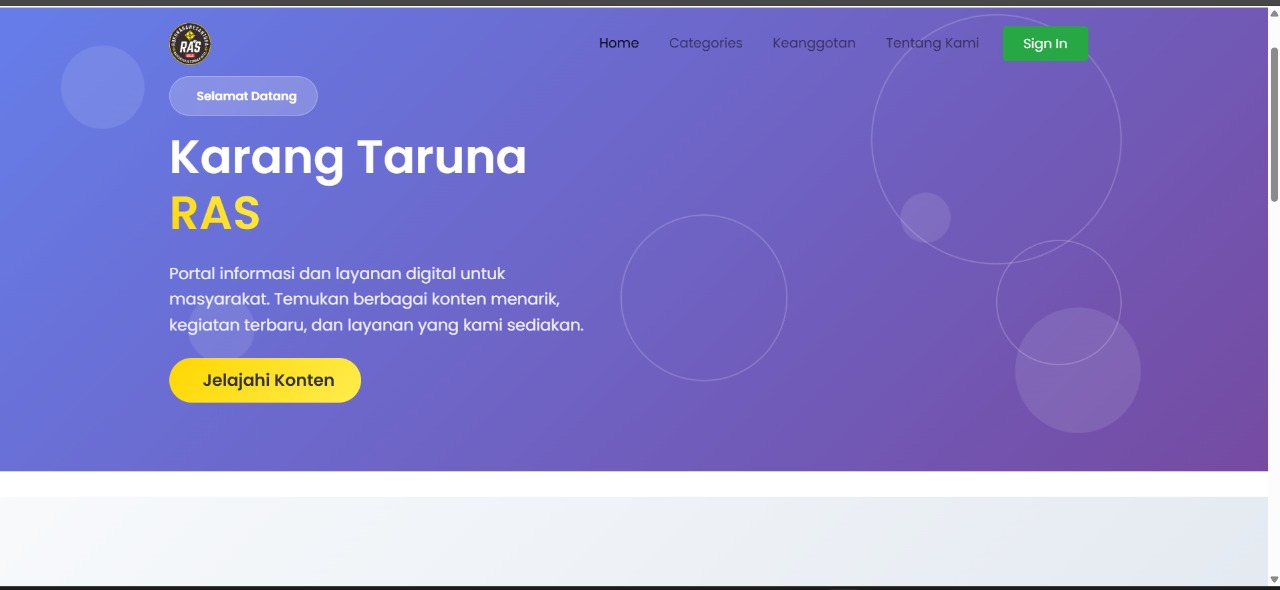 RAS
Home
Categories
Keanggotan
Tentang Kami
Sign In
Selamat Datang
Karang Taruna
RAS
Portal informasi dan layanan digital untuk
masyarakat. Temukan berbagai konten menarik,
kegiatan terbaru, dan layanan yang kami sediakan.
Jelajahi Konten